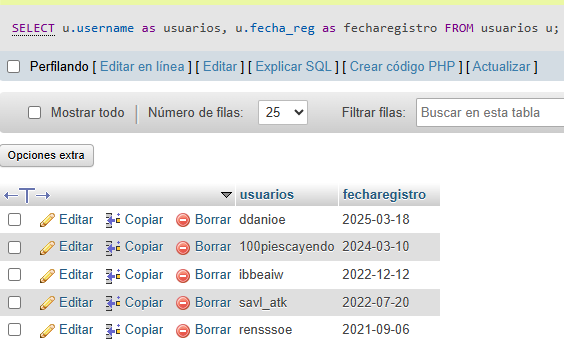 SELECT u.username as usuarios, u.fecha_reg as fecharegistro FROM usuarios u;
Perfilando [ Editar en línea ] [ Editar ] [ Explicar SQL ] [ Crear código PHP ] [ Actualizar ]
Mostrar todo Número de filas: 25 Filtrar filas: Buscar en esta tabla
Opciones extra
←T→ usuarios fecharegistro
Editar Copiar Borrar ddanioe 2025-03-18
Editar Copiar Borrar 100piescayendo 2024-03-10
Editar Copiar Borrar ibbeaiw 2022-12-12
Editar Copiar Borrar savl_atk 2022-07-20
Editar Copiar Borrar rensssoe 2021-09-06